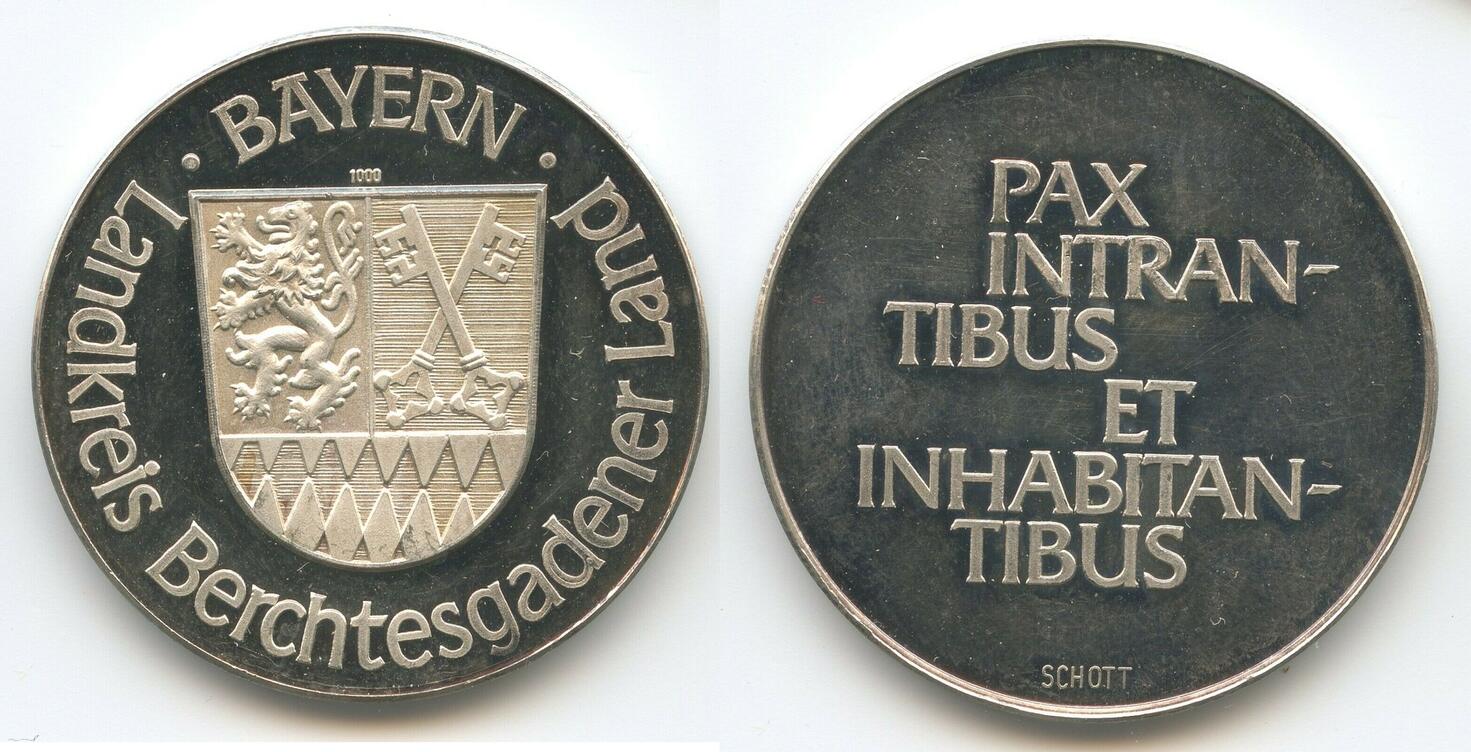 BAYERN
Landkreis Berchtesgadener Land
1000
PAX
INTRAN-
TIBUS
ET
INHABITAN-
TIBUS
SCHOTT